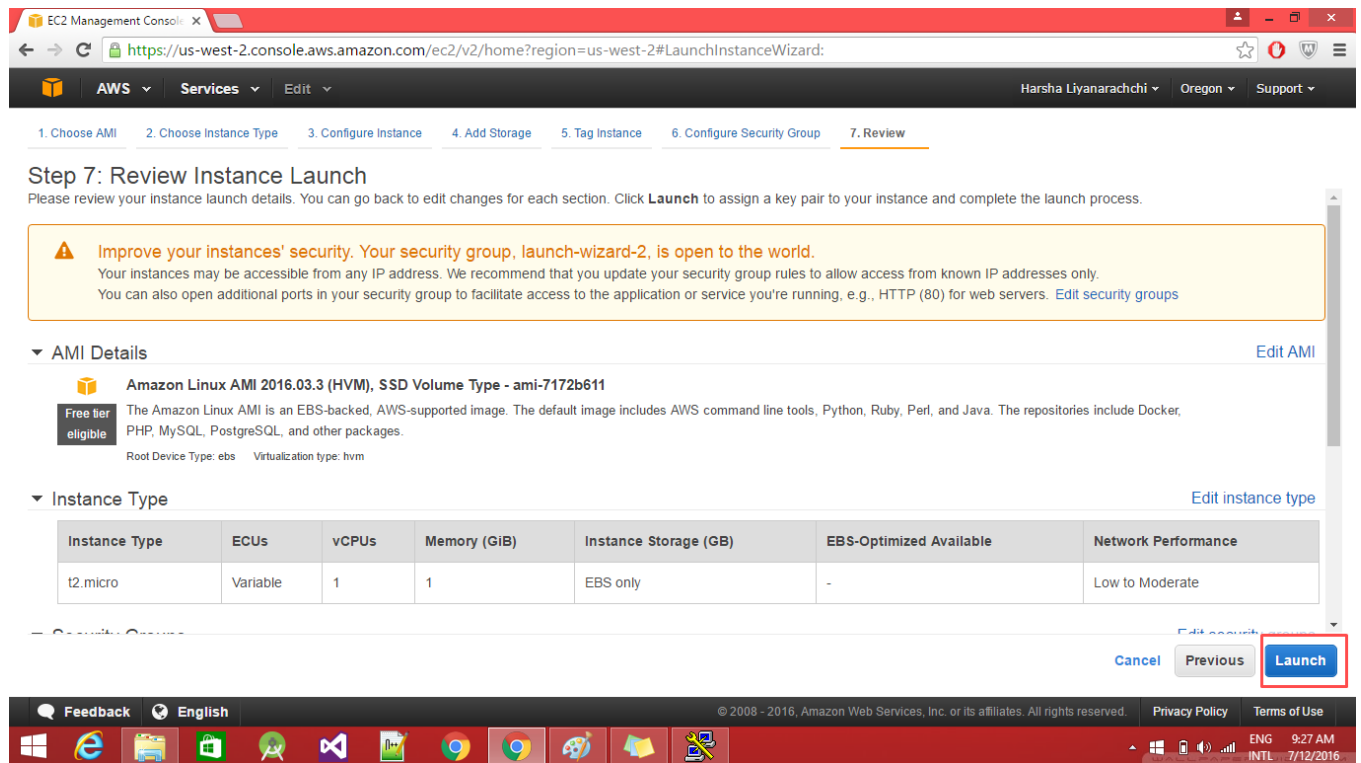 EC2 Management Console
https://us-west-2.console.aws.amazon.com/ec2/v2/home?region=us-west-2#LaunchInstanceWizard:
AWS Services Edit Harsha Liyanarachchi Oregon Support
1. Choose AMI 2. Choose Instance Type 3. Configure Instance 4. Add Storage 5. Tag Instance 6. Configure Security Group 7. Review
Step 7: Review Instance Launch
Please review your instance launch details. You can go back to edit changes for each section. Click Launch to assign a key pair to your instance and complete the launch process.
Improve your instances' security. Your security group, launch-wizard-2, is open to the world.
Your instances may be accessible from any IP address. We recommend that you update your security group rules to allow access from known IP addresses only.
You can also open additional ports in your security group to facilitate access to the application or service you're running, e.g., HTTP (80) for web servers. Edit security groups
AMI Details Edit AMI
Amazon Linux AMI 2016.03.3 (HVM), SSD Volume Type - ami-7172b611
Free tier eligible
The Amazon Linux AMI is an EBS-backed, AWS-supported image. The default image includes AWS command line tools, Python, Ruby, Perl, and Java. The repositories include Docker,
PHP, MySQL, PostgreSQL, and other packages.
Root Device Type: ebs Virtualization type: hvm
Instance Type Edit instance type
Instance Type ECUs vCPUs Memory (GiB) Instance Storage (GB) EBS-Optimized Available Network Performance
t2.micro Variable 1 1 EBS only - Low to Moderate
Security Groups Edit security groups
Cancel Previous Launch
Feedback English © 2008 - 2016, Amazon Web Services, Inc. or its affiliates. All rights reserved. Privacy Policy Terms of Use
ENG 9:27 AM
INTL 7/12/2016